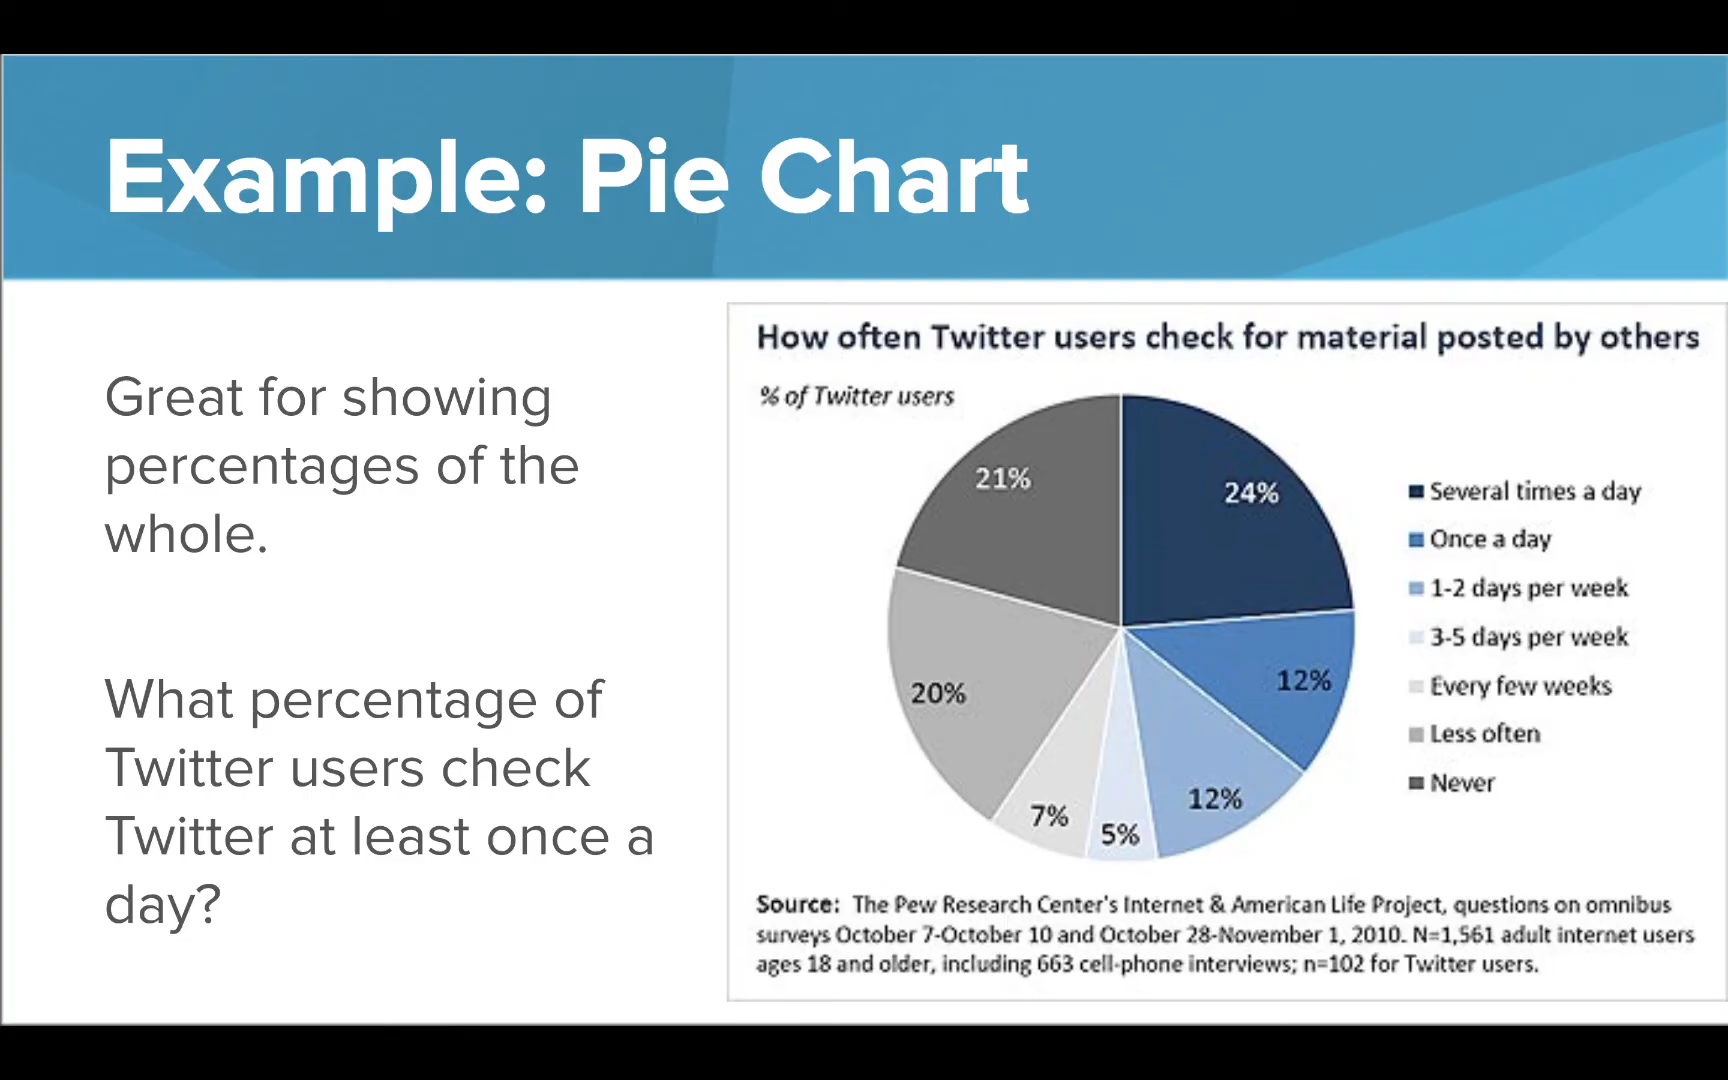 Example: Pie Chart
Great for showing
percentages of the
whole.
What percentage of
Twitter users check
Twitter at least once a
day?
How often Twitter users check for material posted by others
% of Twitter users
21%
24%
12%
12%
5%
7%
20%
Several times a day
Once a day
1-2 days per week
3-5 days per week
Every few weeks
Less often
Never
Source: The Pew Research Center's Internet & American Life Project, questions on omnibus
surveys October 7-October 10 and October 28-November 1, 2010. N=1,561 adult internet users
ages 18 and older, including 663 cell-phone interviews; n=102 for Twitter users.